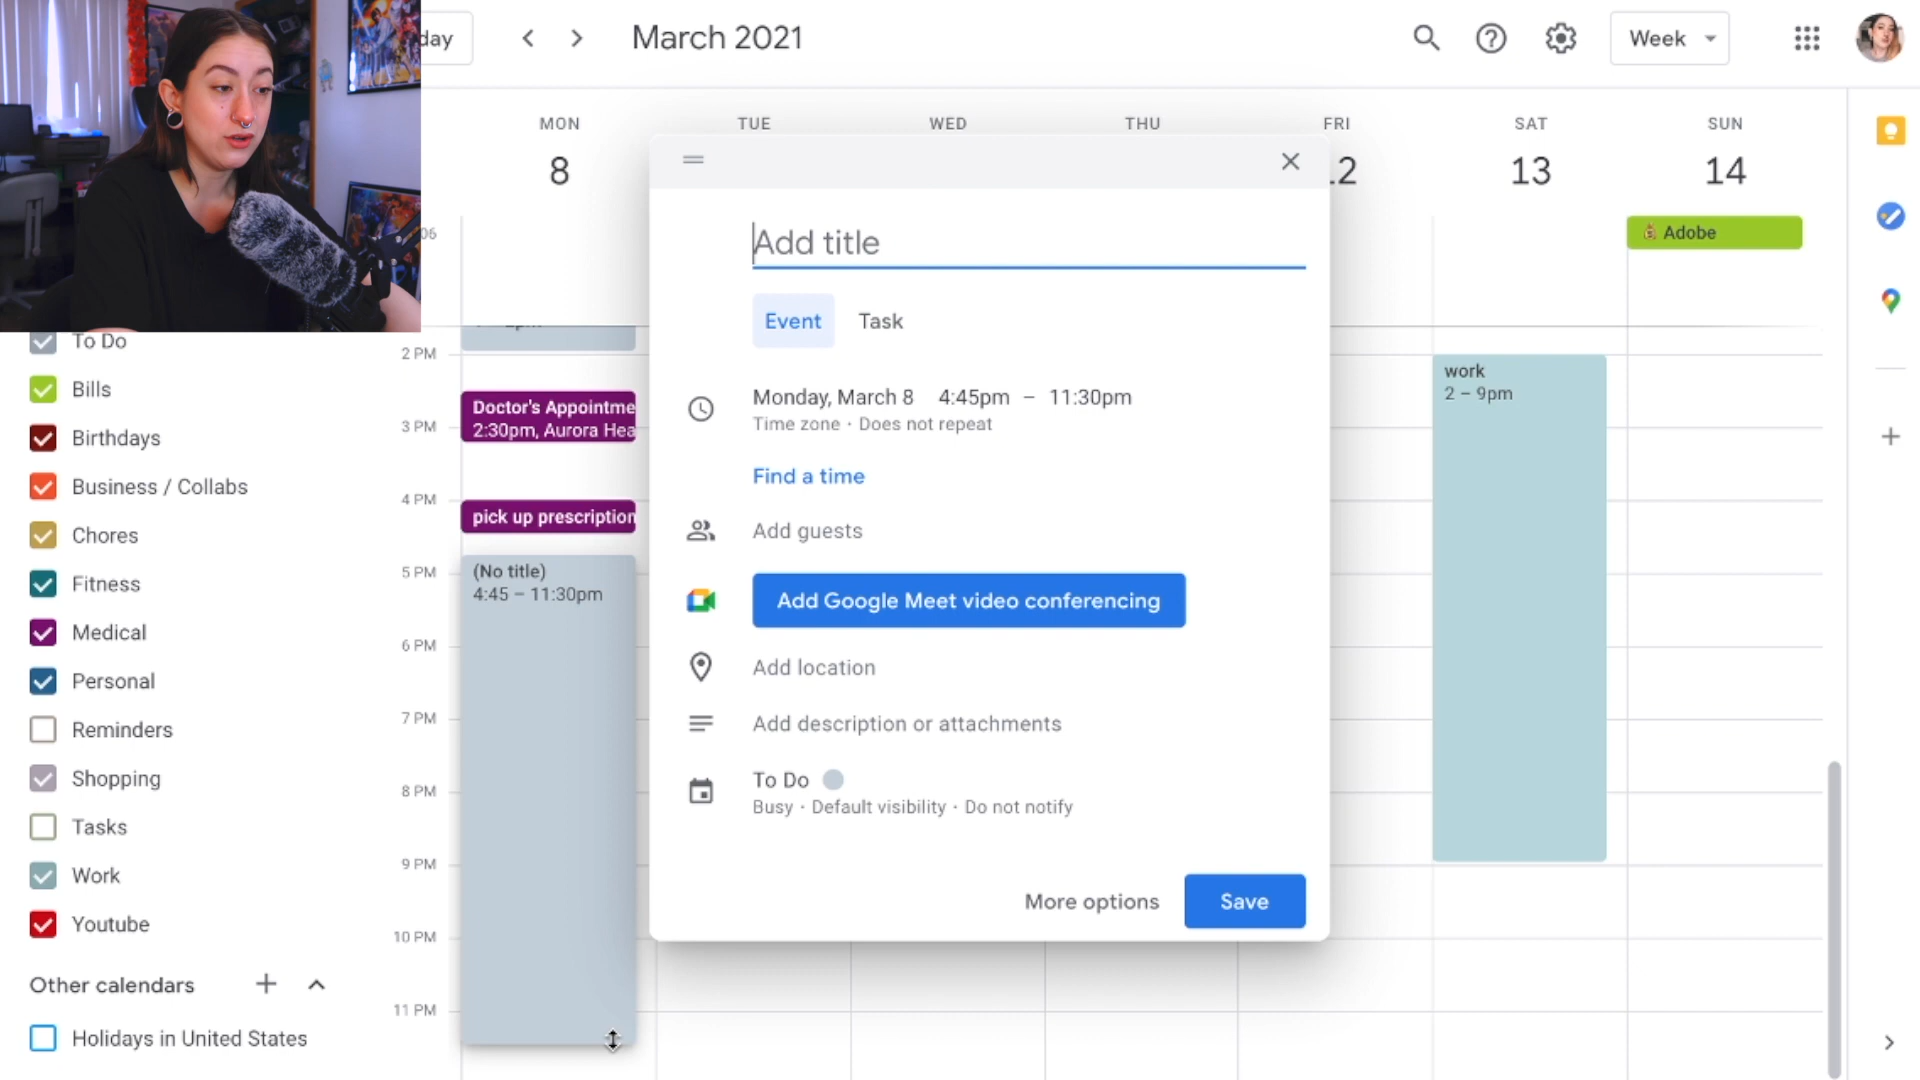 day
March 2021
Week
MON
TUE
WED
THU
FRI
SAT
SUN
8
12
13
14
06
Adobe
Add title
Event
Task
To Do
Bills
Birthdays
Business / Collabs
Chores
Fitness
Medical
Personal
Reminders
Shopping
Tasks
Work
Youtube
Other calendars
Holidays in United States
2 PM
3 PM
4 PM
5 PM
6 PM
7 PM
8 PM
9 PM
10 PM
11 PM
Doctor's Appointme
2:30pm, Aurora Hea
pick up prescription
(No title)
4:45 – 11:30pm
Monday, March 8 4:45pm – 11:30pm
Time zone · Does not repeat
Find a time
Add guests
Add Google Meet video conferencing
Add location
Add description or attachments
To Do
Busy · Default visibility · Do not notify
More options
Save
work
2 – 9pm